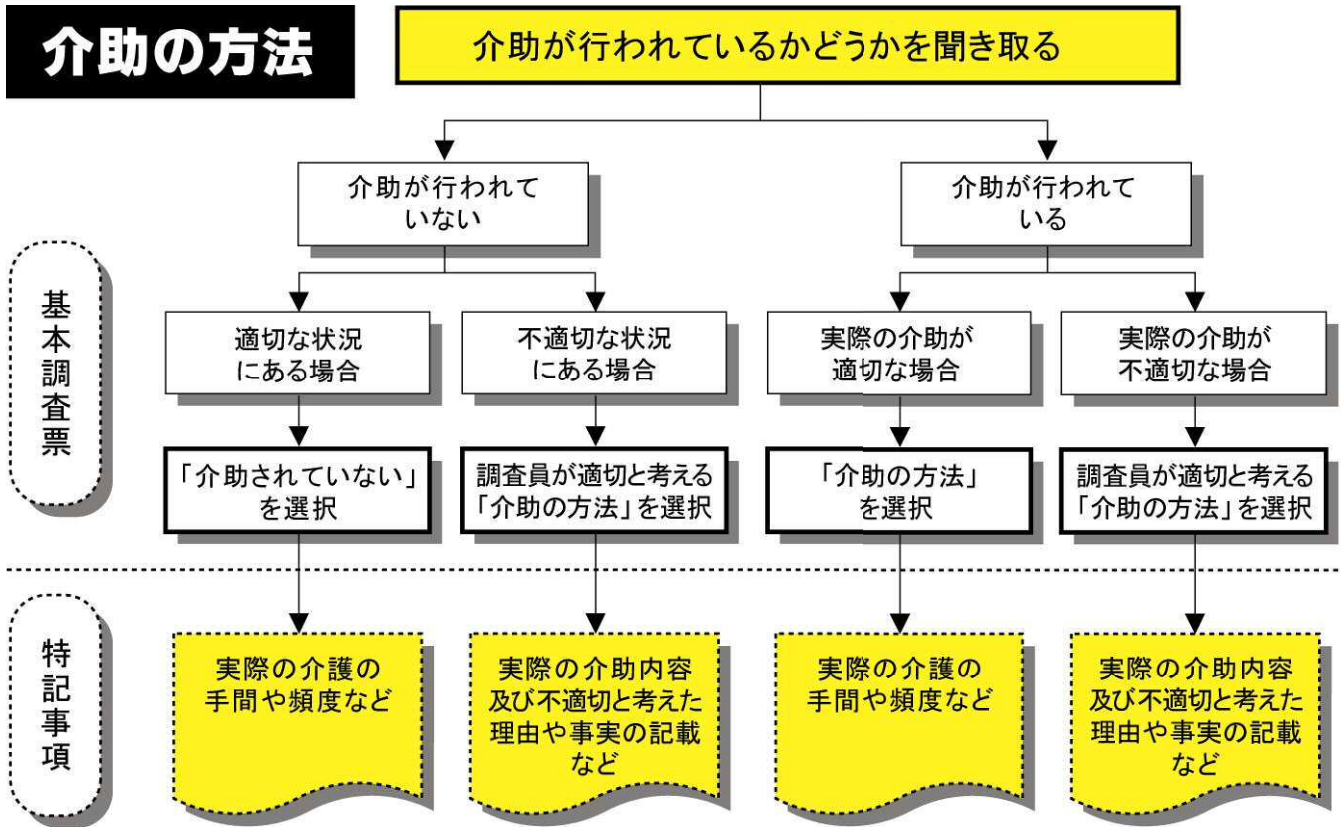 介助の方法
介助が行われているかどうかを聞き取る
介助が行われて
いない
介助が行われて
いる
基本調査票
適切な状況
にある場合
不適切な状況
にある場合
実際の介助が
適切な場合
実際の介助が
不適切な場合
「介助されていない」
を選択
調査員が適切と考える
「介助の方法」を選択
「介助の方法」
を選択
調査員が適切と考える
「介助の方法」を選択
特記事項
実際の介護の
手間や頻度など
実際の介助内容
及び不適切と考えた
理由や事実の記載
など
実際の介護の
手間や頻度など
実際の介助内容
及び不適切と考えた
理由や事実の記載
など